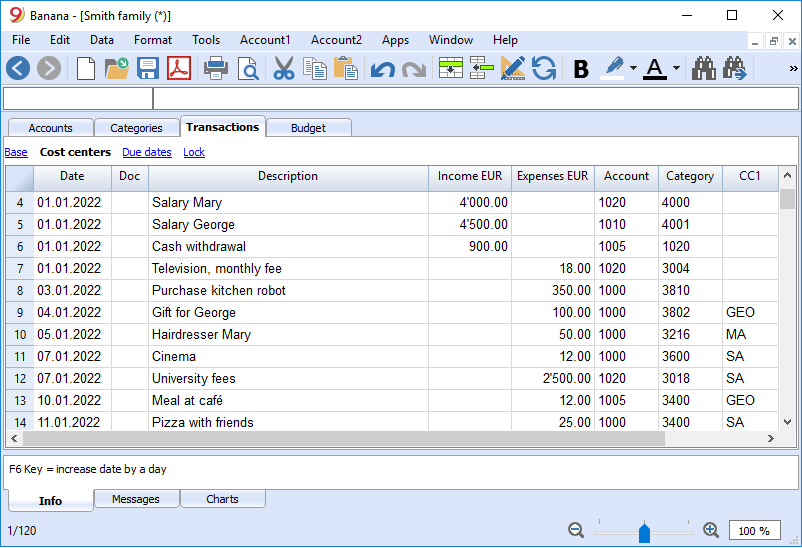 Banana - [Smith family (*)]
File Edit Data Format Tools Account1 Account2 Apps Window Help
B A »
Accounts Categories Transactions Budget
Base Cost centers Due dates Lock
Date Doc Description Income EUR Expenses EUR Account Category CC1
4 01.01.2022 Salary Mary 4'000.00 1020 4000
5 01.01.2022 Salary George 4'500.00 1010 4001
6 01.01.2022 Cash withdrawal 900.00 1005 1020
7 01.01.2022 Television, monthly fee 18.00 1020 3004
8 03.01.2022 Purchase kitchen robot 350.00 1000 3810
9 04.01.2022 Gift for George 100.00 1000 3802 GEO
10 05.01.2022 Hairdresser Mary 50.00 1000 3216 MA
11 07.01.2022 Cinema 12.00 1000 3600 SA
12 07.01.2022 University fees 2'500.00 1020 3018 SA
13 10.01.2022 Meal at café 12.00 1005 3400 GEO
14 11.01.2022 Pizza with friends 25.00 1000 3400 SA
F6 Key = increase date by a day
Info Messages Charts
1/120 100 %